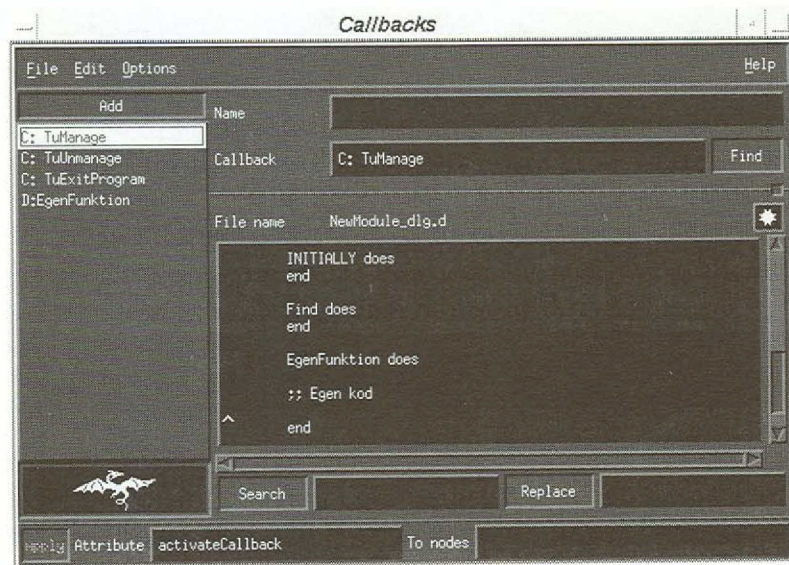 Callbacks
File Edit Options Help
Add
C: TuManage
C: TuUnmanage
C: TuExitProgram
D:EgenFunktion
Name
Callback C: TuManage Find
File name NewModule_dlg.d
INITIALLY does
end
Find does
end
EgenFunktion does
;; Egen kod
^
end
Search Replace
Apply Attribute activateCallback To nodes